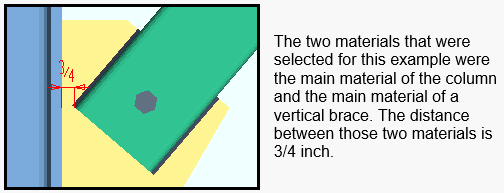 3/4
The two materials that were
selected for this example were
the main material of the column
and the main material of a
vertical brace. The distance
between those two materials is
3/4 inch.